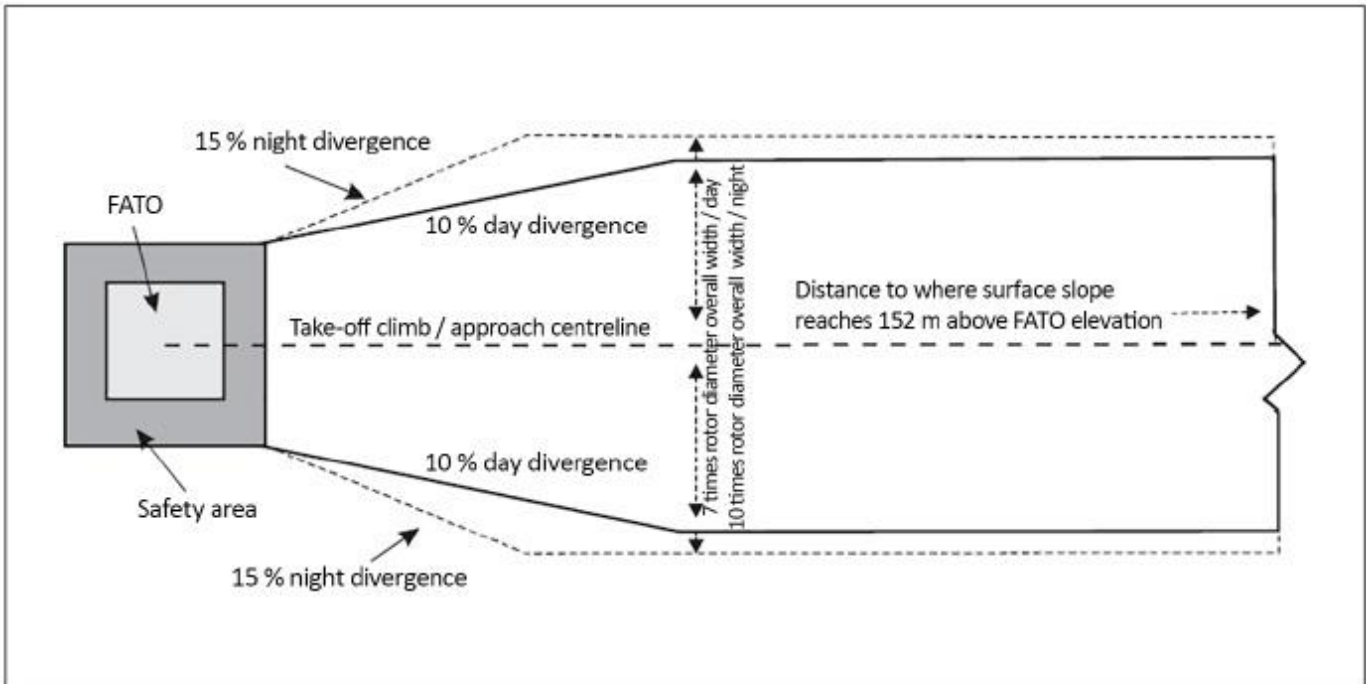 15 % night divergence
FATO
10 % day divergence
7 times rotor diameter overall width / day
10 times rotor diameter overall width / night
Distance to where surface slope
reaches 152 m above FATO elevation
Take-off climb / approach centreline
10 % day divergence
Safety area
15 % night divergence